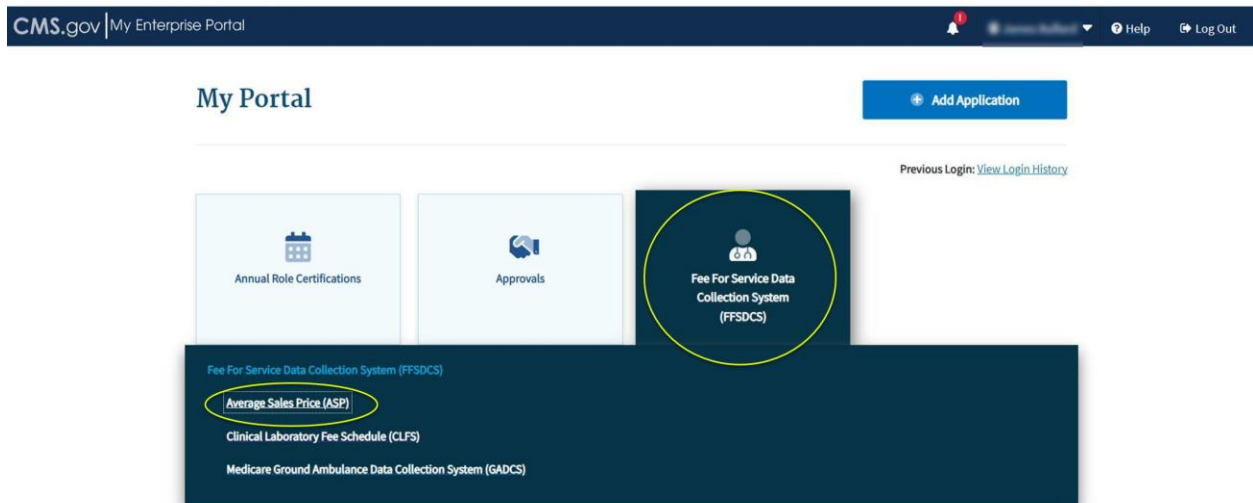 CMS.gov My Enterprise Portal
Help
Log Out
My Portal
Add Application
Previous Login: View Login History
Annual Role Certifications
Approvals
Fee For Service Data
Collection System
(FFSDCS)
Fee For Service Data Collection System (FFSDCS)
Average Sales Price (ASP)
Clinical Laboratory Fee Schedule (CLFS)
Medicare Ground Ambulance Data Collection System (GADCS)